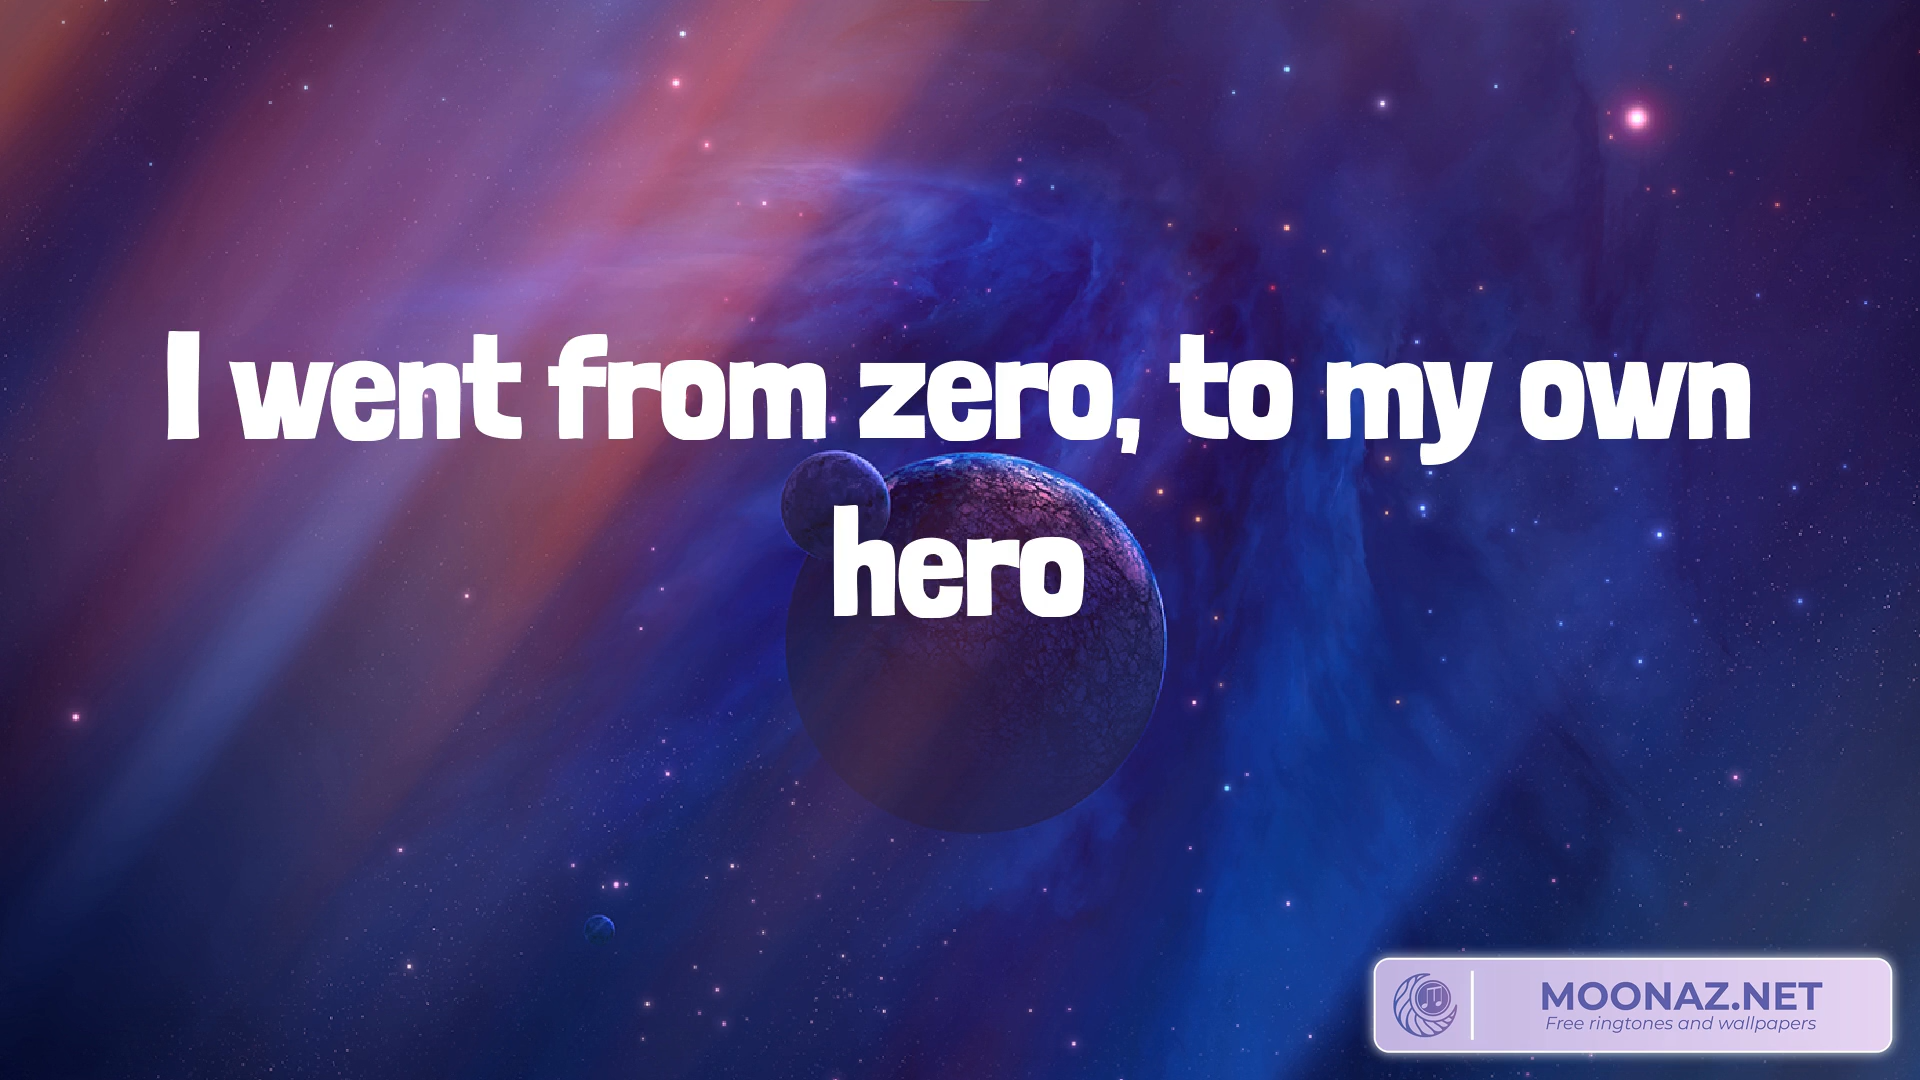 I went from zero, to my own
hero
MOONAZ.NET
Free ringtones and wallpapers